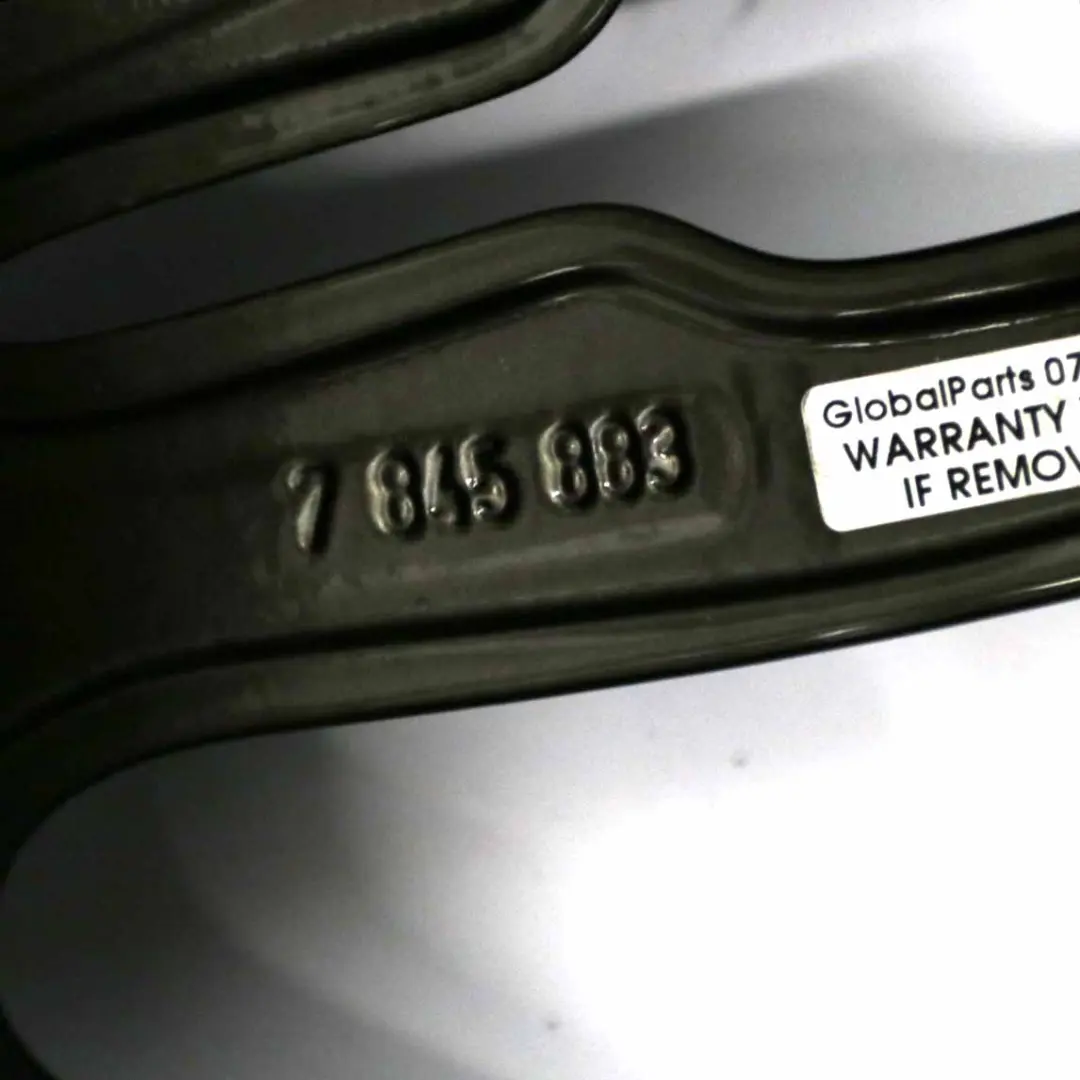 7 845 883
GlobalParts 07
WARRANTY
IF REMOV